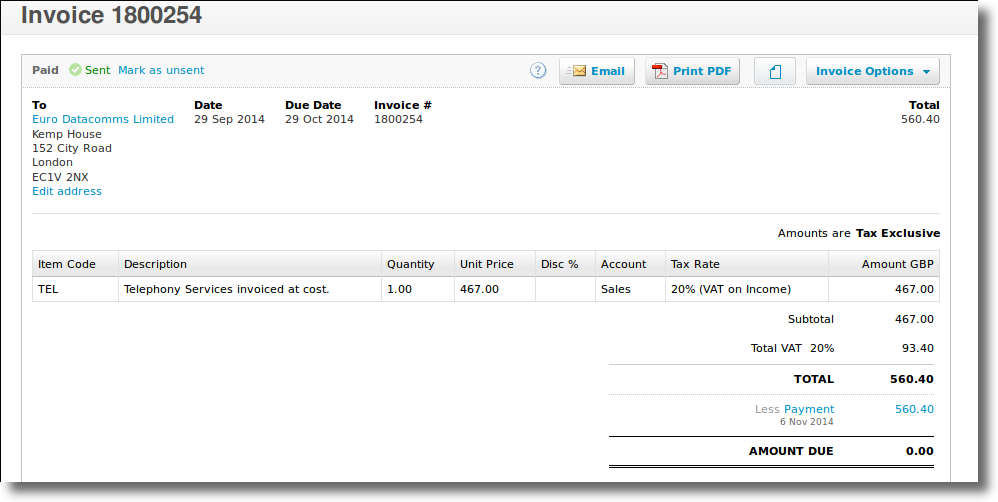 Invoice 1800254
Paid Sent Mark as unsent ? Email Print PDF Invoice Options
To Date Due Date Invoice # Total
Euro Datacomms Limited 29 Sep 2014 29 Oct 2014 1800254 560.40
Kemp House
152 City Road
London
EC1V 2NX
Edit address
Amounts are Tax Exclusive
Item Code Description Quantity Unit Price Disc % Account Tax Rate Amount GBP
TEL Telephony Services invoiced at cost. 1.00 467.00 Sales 20% (VAT on Income) 467.00
Subtotal 467.00
Total VAT 20% 93.40
TOTAL 560.40
Less Payment 560.40
6 Nov 2014
AMOUNT DUE 0.00